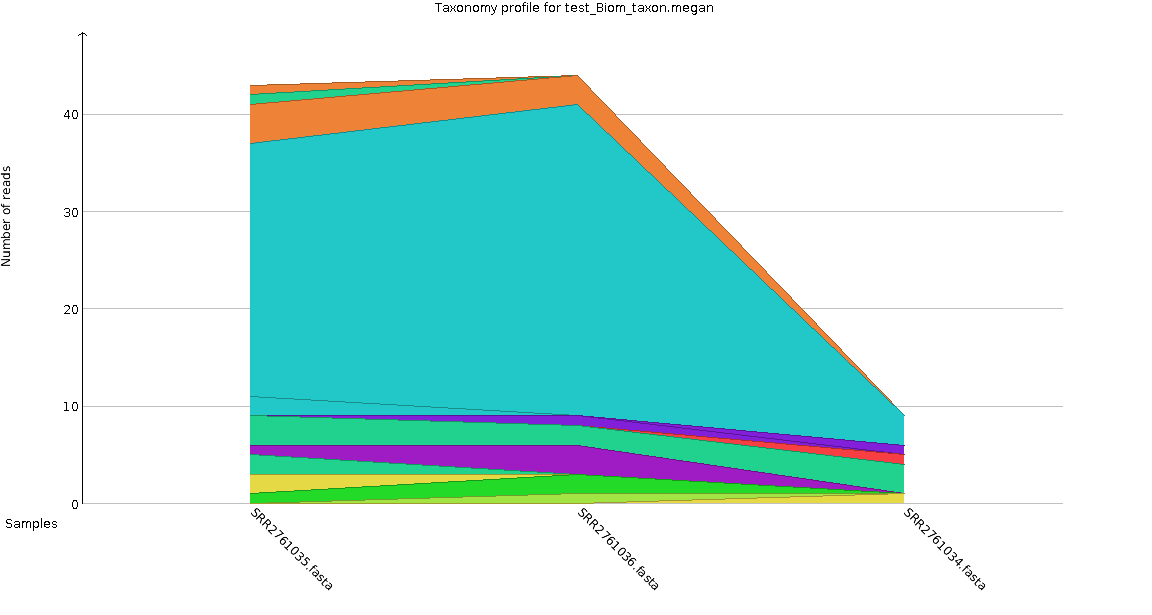 Taxonomy profile for test_Biom_taxon.megan
Number of reads
40
30
20
10
0
Samples
SRR2761035.fasta
SRR2761036.fasta
SRR2761034.fasta